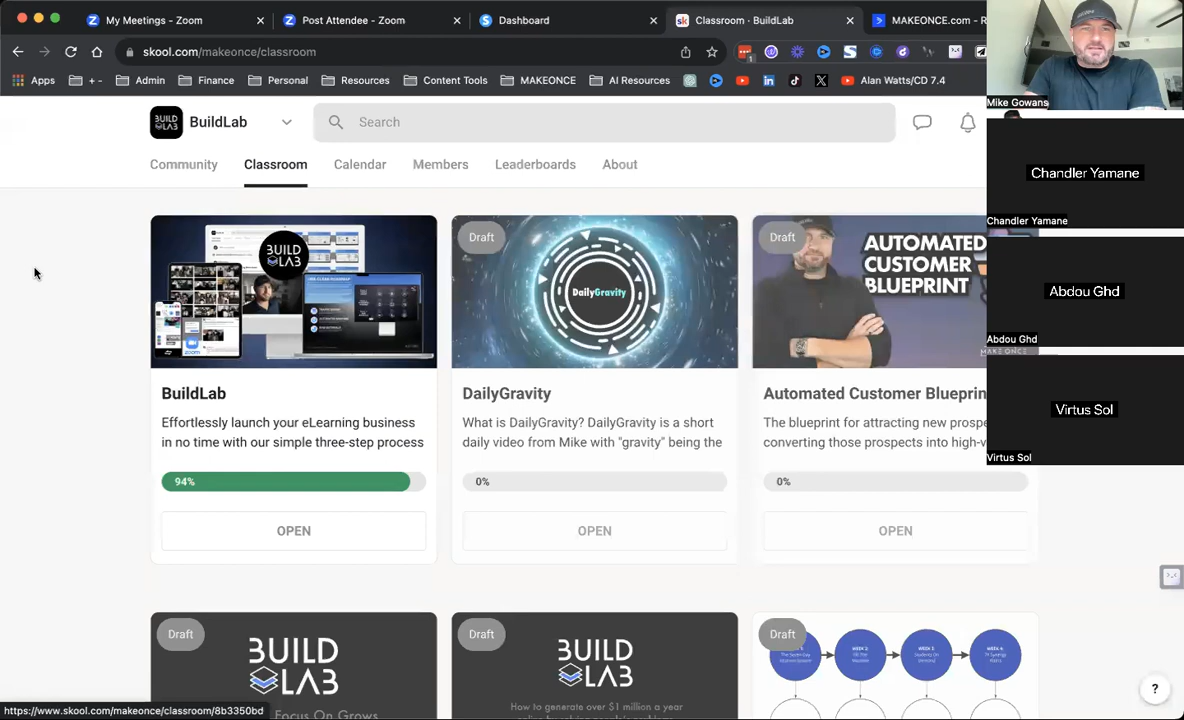 My Meetings - Zoom
Post Attendee - Zoom
Dashboard
Classroom · BuildLab
MAKEONCE.com - R
skool.com/makeonce/classroom
Apps
+ -
Admin
Finance
Personal
Resources
Content Tools
MAKEONCE
AI Resources
Alan Watts/CD 7.4
Mike Gowans
Chandler Yamane
Chandler Yamane
Abdou Ghd
Abdou Ghd
Virtus Sol
Virtus Sol
BUILD LAB
BuildLab
Search
Community
Classroom
Calendar
Members
Leaderboards
About
BUILD
LAB
zoom
BuildLab
Effortlessly launch your eLearning business
in no time with our simple three-step process
94%
OPEN
Draft
DailyGravity
DailyGravity
What is DailyGravity? DailyGravity is a short
daily video from Mike with "gravity" being the
0%
OPEN
Draft
AUTOMATED
CUSTOMER
BLUEPRINT
MAKE ONCE
Automated Customer Blueprin
The blueprint for attracting new prospe
converting those prospects into high-v
0%
OPEN
Draft
BUILD
LAB
Focus On Grows
Draft
BUILD
LAB
How to generate over $1 million a year
Draft
https://www.skool.com/makeonce/classroom/8b3350bd
?